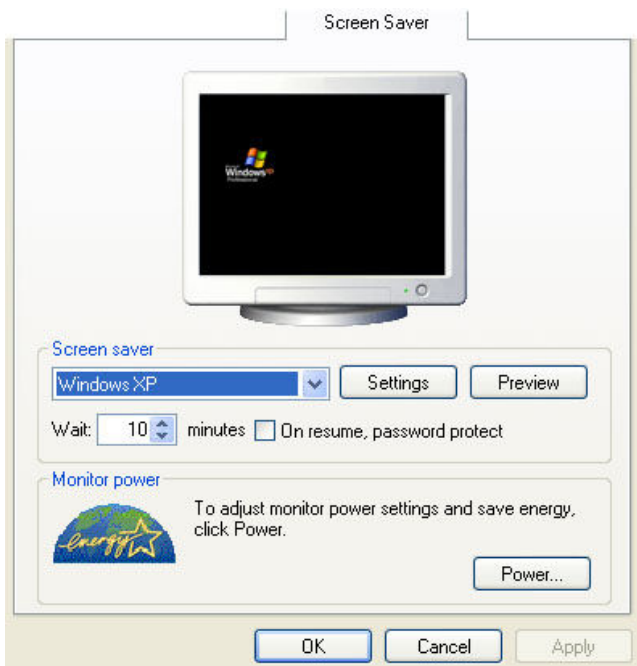 Screen Saver
Windows xp
Professional
Screen saver
Windows XP
Settings
Preview
Wait: 10 minutes
On resume, password protect
Monitor power
energy
To adjust monitor power settings and save energy,
click Power.
Power...
OK
Cancel
Apply